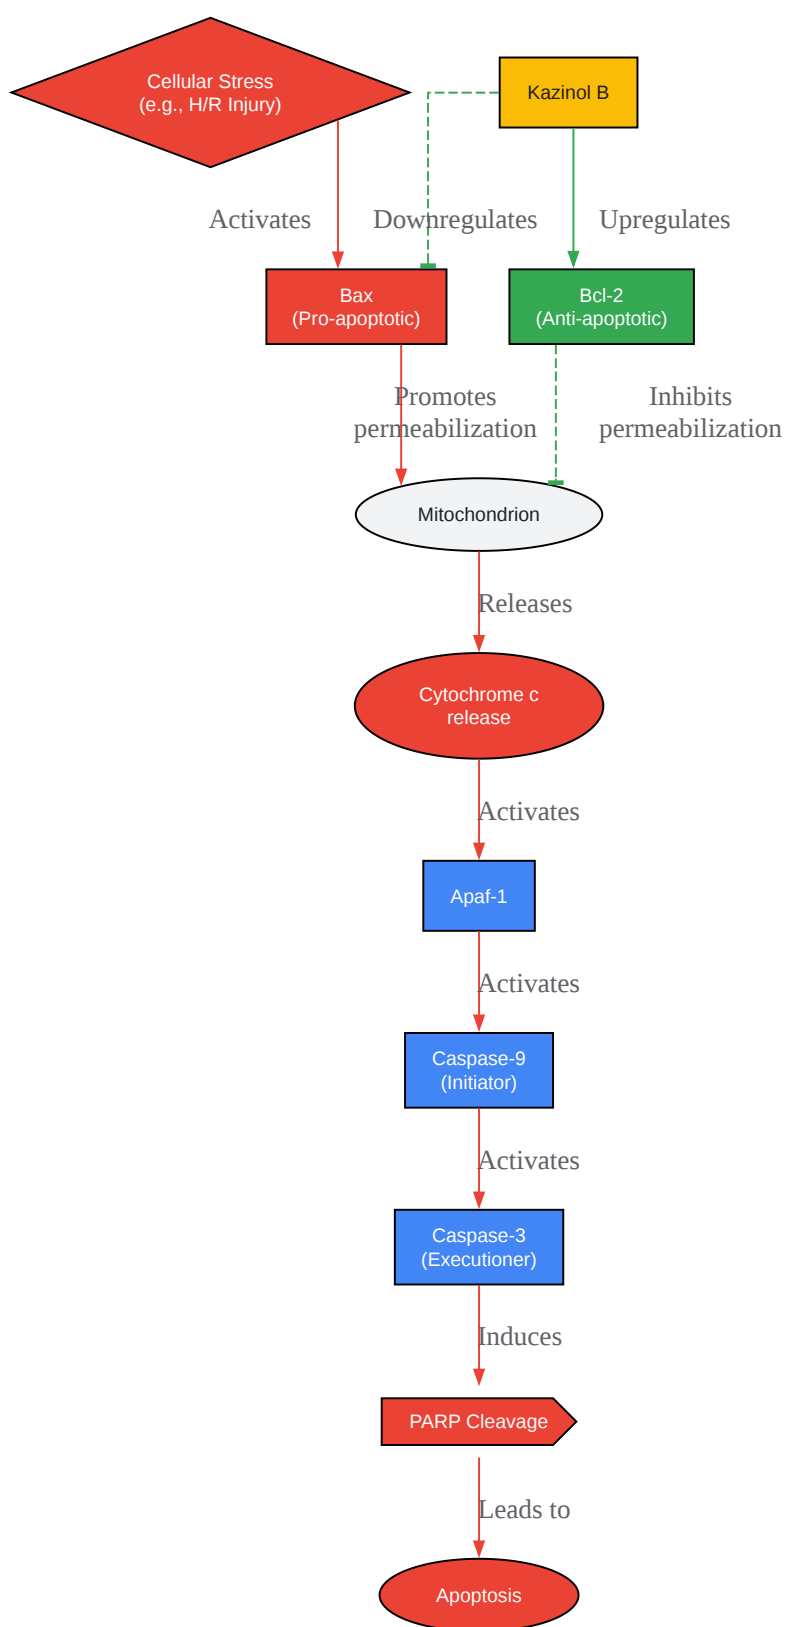 Cellular Stress
(e.g., H/R Injury)
Kazinol B
Activates
Downregulates
Upregulates
Bax
(Pro-apoptotic)
Bcl-2
(Anti-apoptotic)
Promotes
permeabilization
Inhibits
permeabilization
Mitochondrion
Releases
Cytochrome c
release
Activates
Apaf-1
Activates
Caspase-9
(Initiator)
Activates
Caspase-3
(Executioner)
Induces
PARP Cleavage
Leads to
Apoptosis